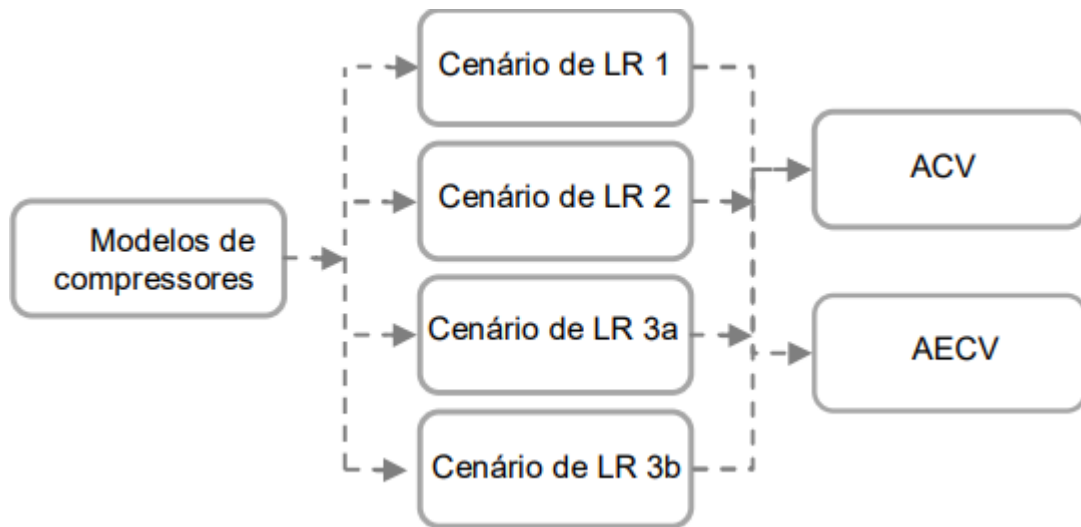 Modelos de
compressores
Cenário de LR 1
Cenário de LR 2
Cenário de LR 3a
Cenário de LR 3b
ACV
AECV